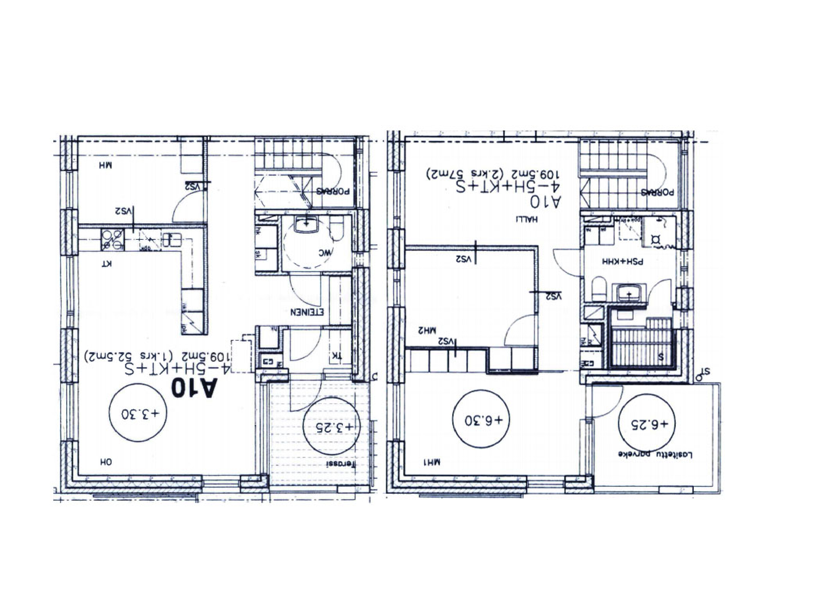 MH
VS2
VS2
PORRAS
WC
KT
ETEINEN
TK
109.5m2 (1.krs 52.5m2)
4-5H+KT+S
A10
+3.30
+3.25
OH
Terassi
109.5m2 (2.krs 57m2)
4-5H+KT+S
A10
HALLI
PORRAS
VS2
PSH+KHH
VS2
MH2
VS2
S
ST
+6.30
+6.25
MH1
Lasitettu parveke